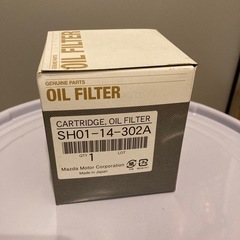 GENUINE PARTS
OIL FILTER
CARTRIDGE, OIL FILTER
SH01-14-302A
QTY LOT
1
Mazda Motor Corporation
Made in Japan